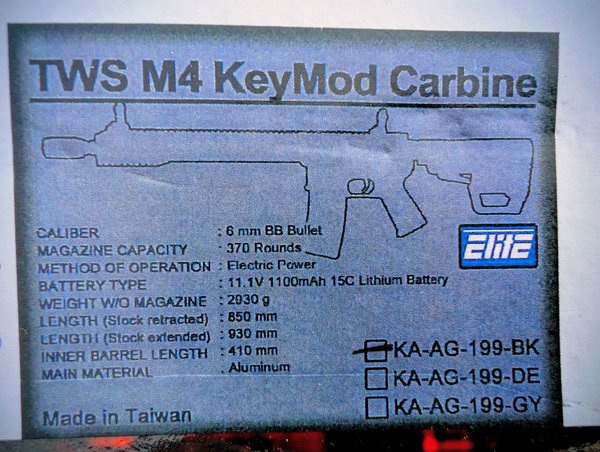 TWS M4 KeyMod Carbine
CALIBER : 6 mm BB Bullet
MAGAZINE CAPACITY : 370 Rounds
METHOD OF OPERATION : Electric Power
BATTERY TYPE : 11.1V 1100mAh 15C Lithium Battery
WEIGHT W/O MAGAZINE : 2930 g
LENGTH (Stock retracted) : 850 mm
LENGTH (Stock extended) : 930 mm
INNER BARREL LENGTH : 410 mm
MAIN MATERIAL : Aluminum
Elite
KA-AG-199-BK
KA-AG-199-DE
KA-AG-199-GY
Made in Taiwan